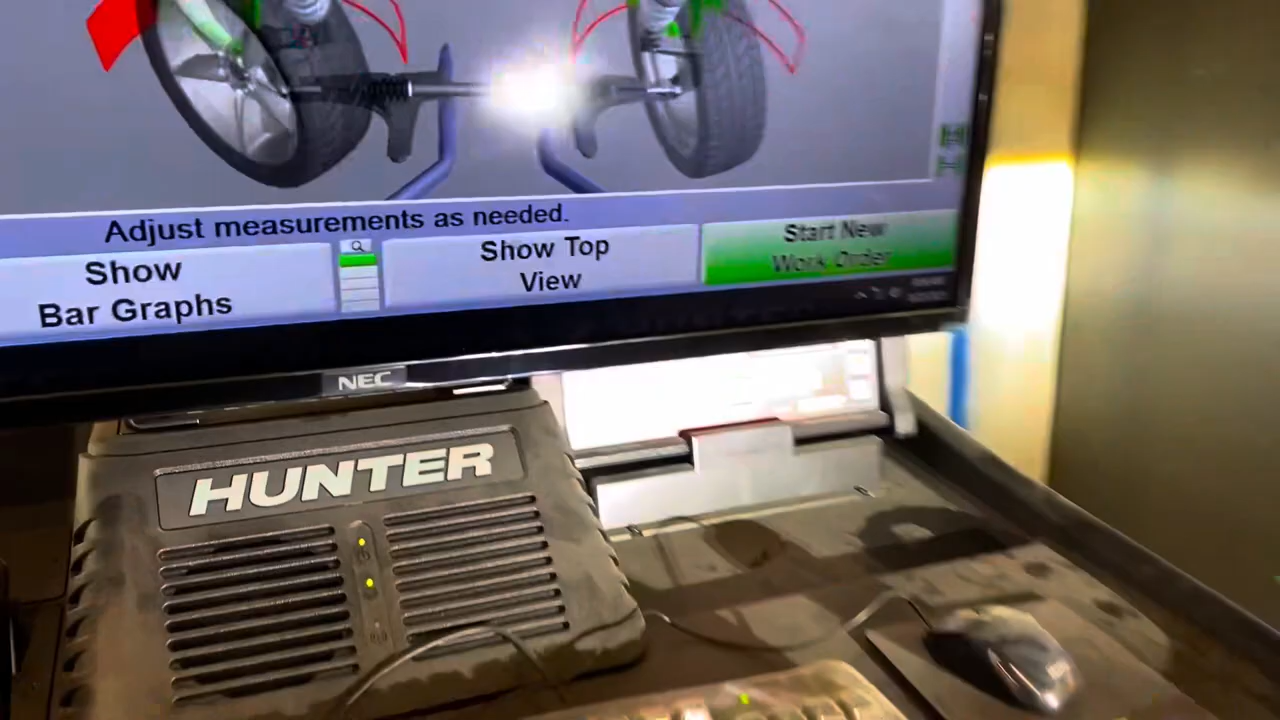 Adjust measurements as needed.
Show
Bar Graphs
Show Top
View
Start New
Work Order
NEC
HUNTER